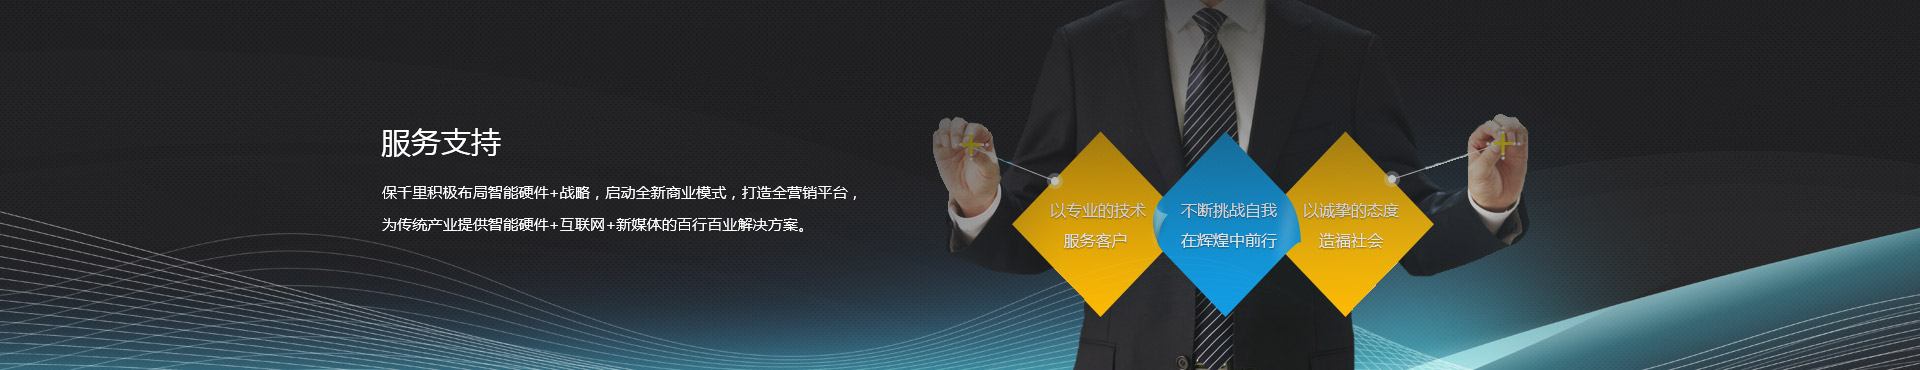 服务支持
保千里积极布局智能硬件+战略，启动全新商业模式，打造全营销平台，
为传统产业提供智能硬件+互联网+新媒体的百行百业解决方案。
以专业的技术
服务客户
不断挑战自我
在辉煌中前行
以诚挚的态度
造福社会